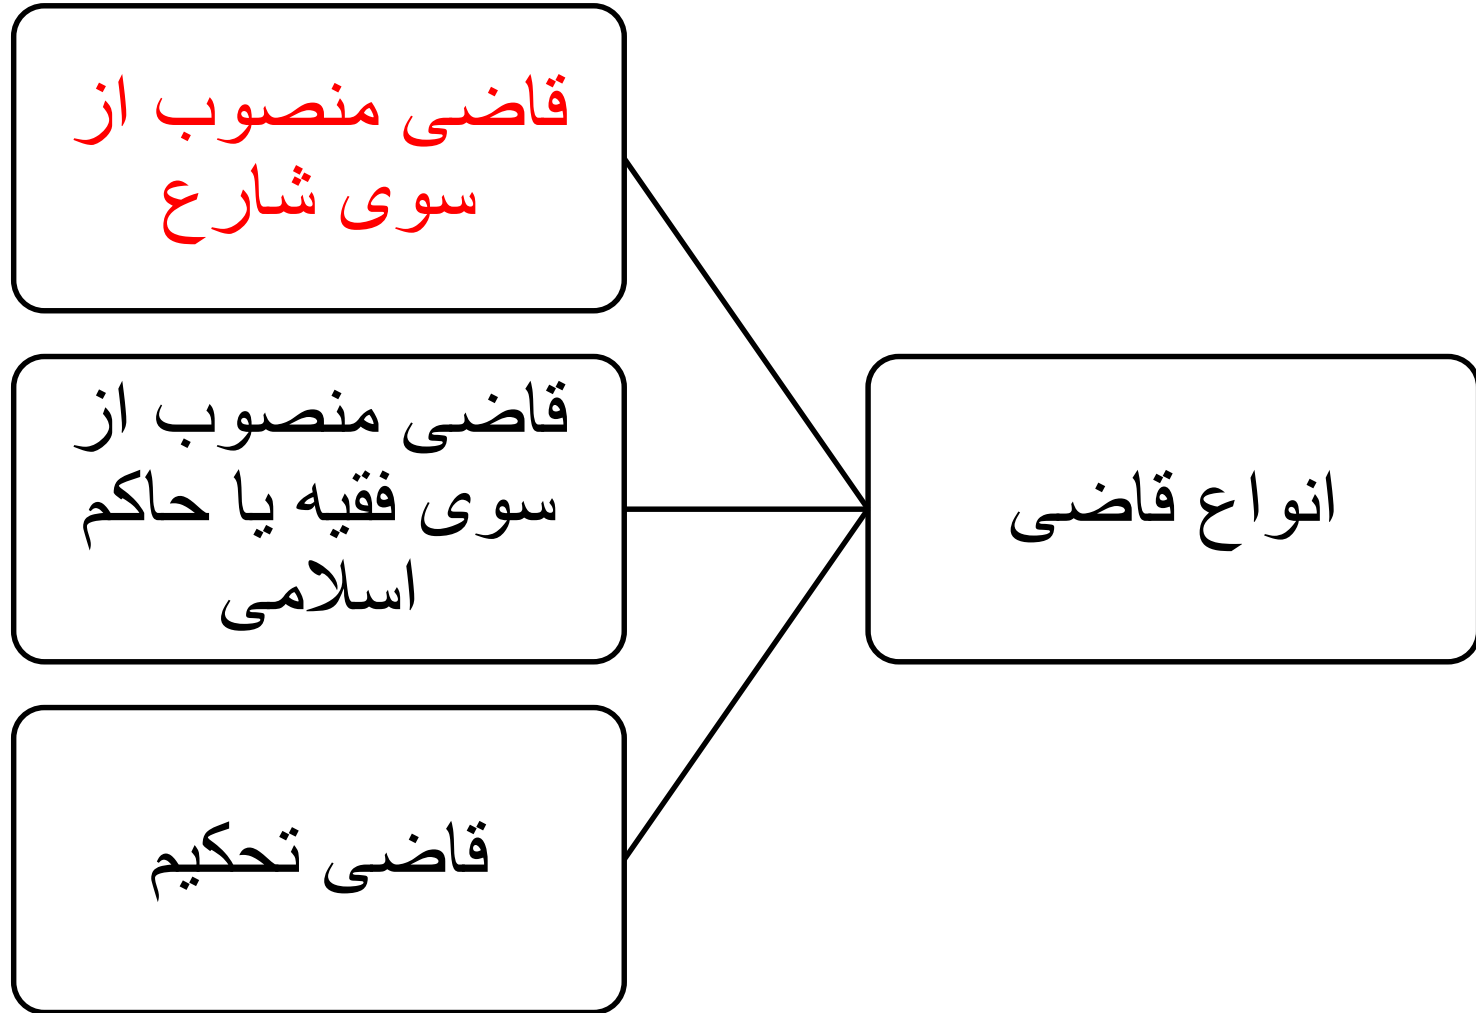 انواع قاضی
قاضی منصوب از
سوی شارع
قاضی منصوب از
سوی فقیه یا حاکم
اسلامی
قاضی تحکیم